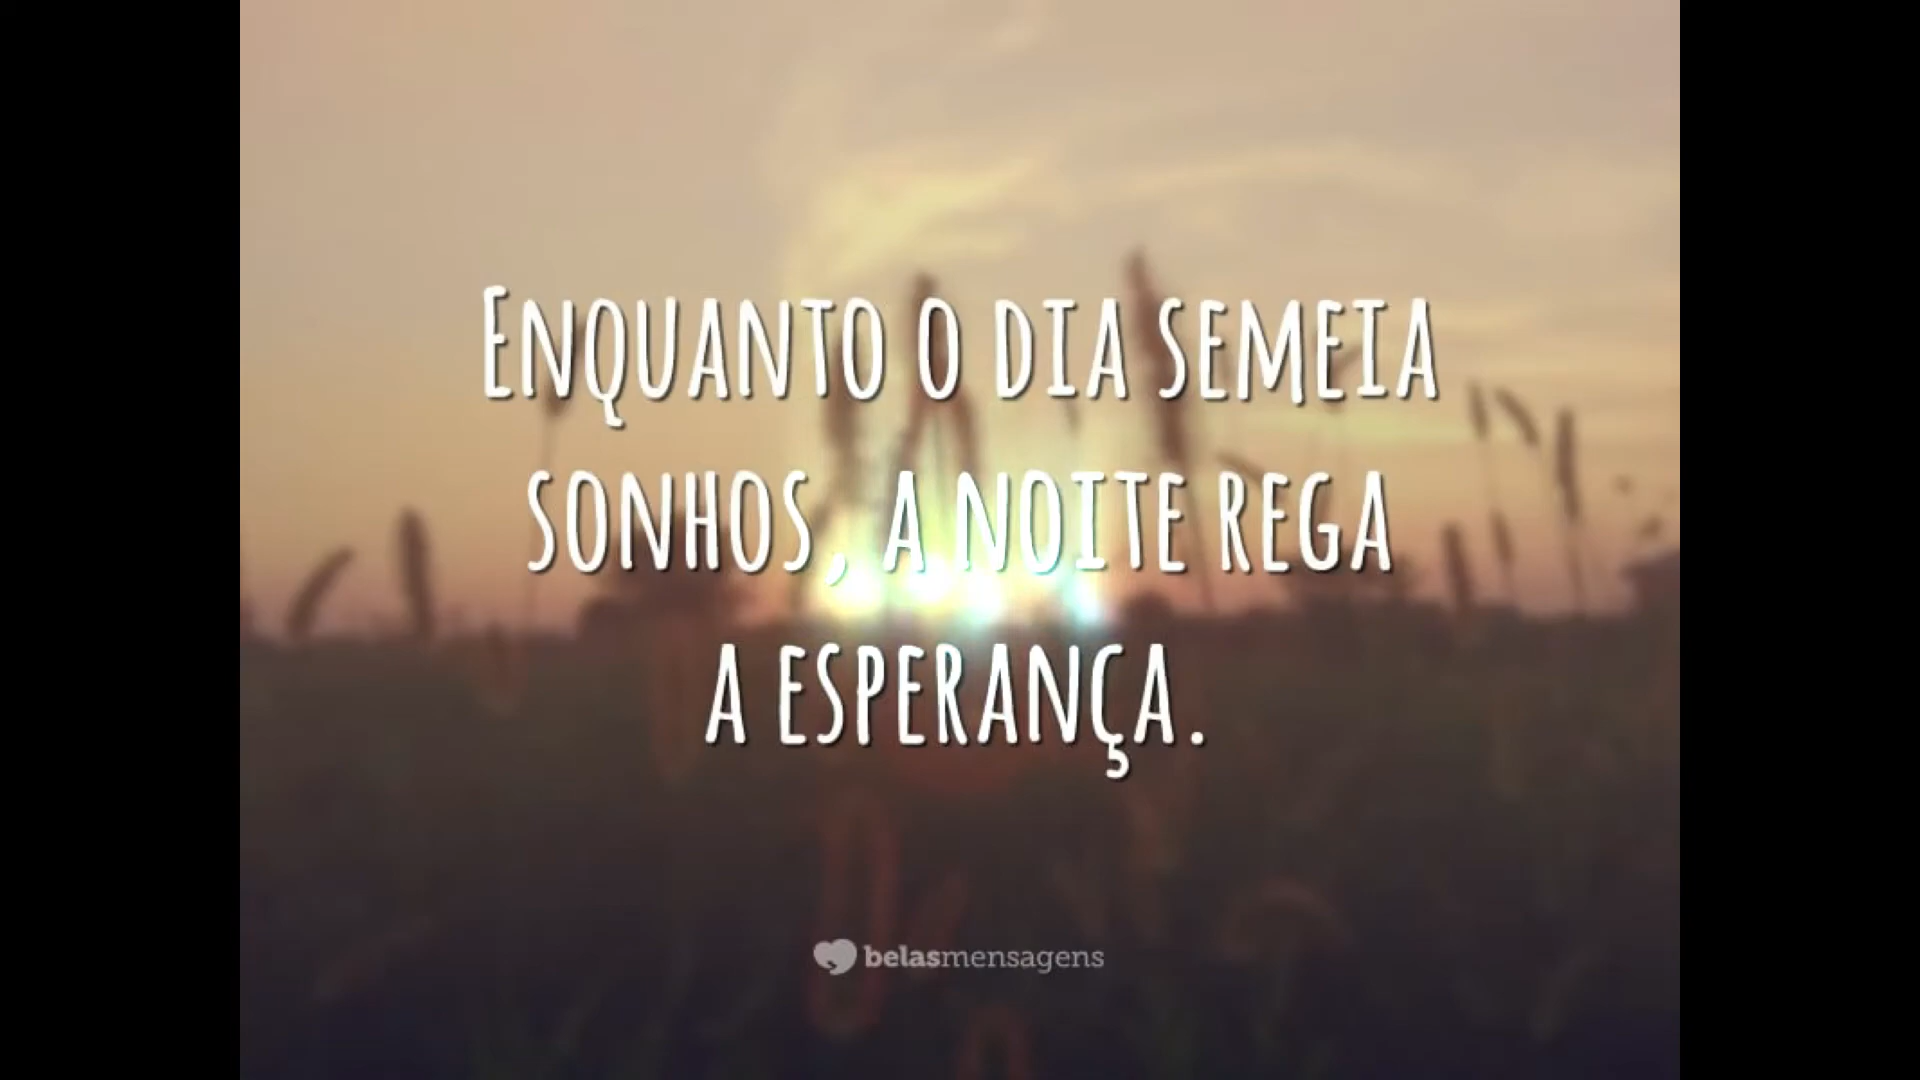 Enquanto o dia semeia
sonhos, a noite rega
a esperança.
belasmensagens